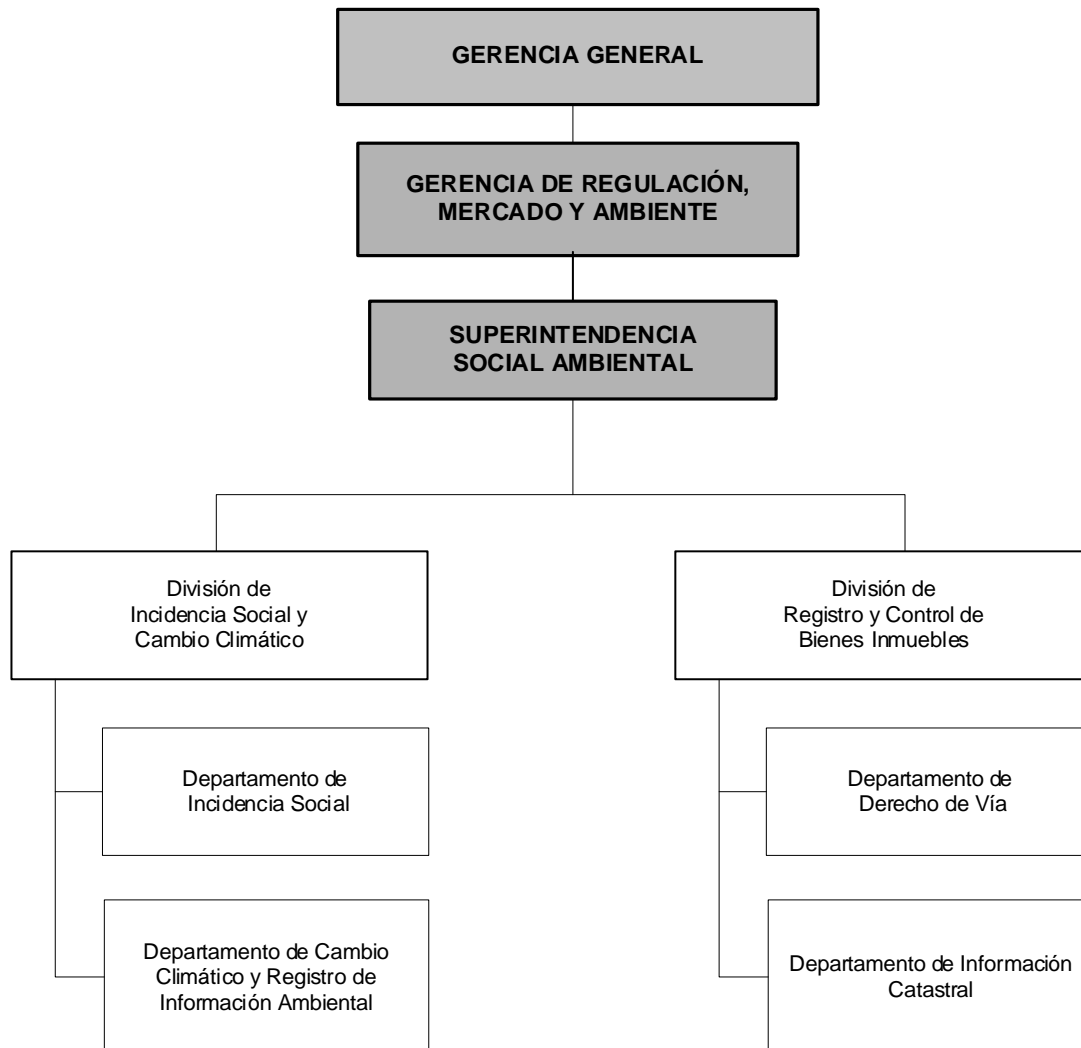 GERENCIA GENERAL
GERENCIA DE REGULACIÓN,
MERCADO Y AMBIENTE
SUPERINTENDENCIA
SOCIAL AMBIENTAL
División de
Incidencia Social y
Cambio Climático
División de
Registro y Control de
Bienes Inmuebles
Departamento de
Incidencia Social
Departamento de
Derecho de Vía
Departamento de Cambio
Climático y Registro de
Información Ambiental
Departamento de Información
Catastral